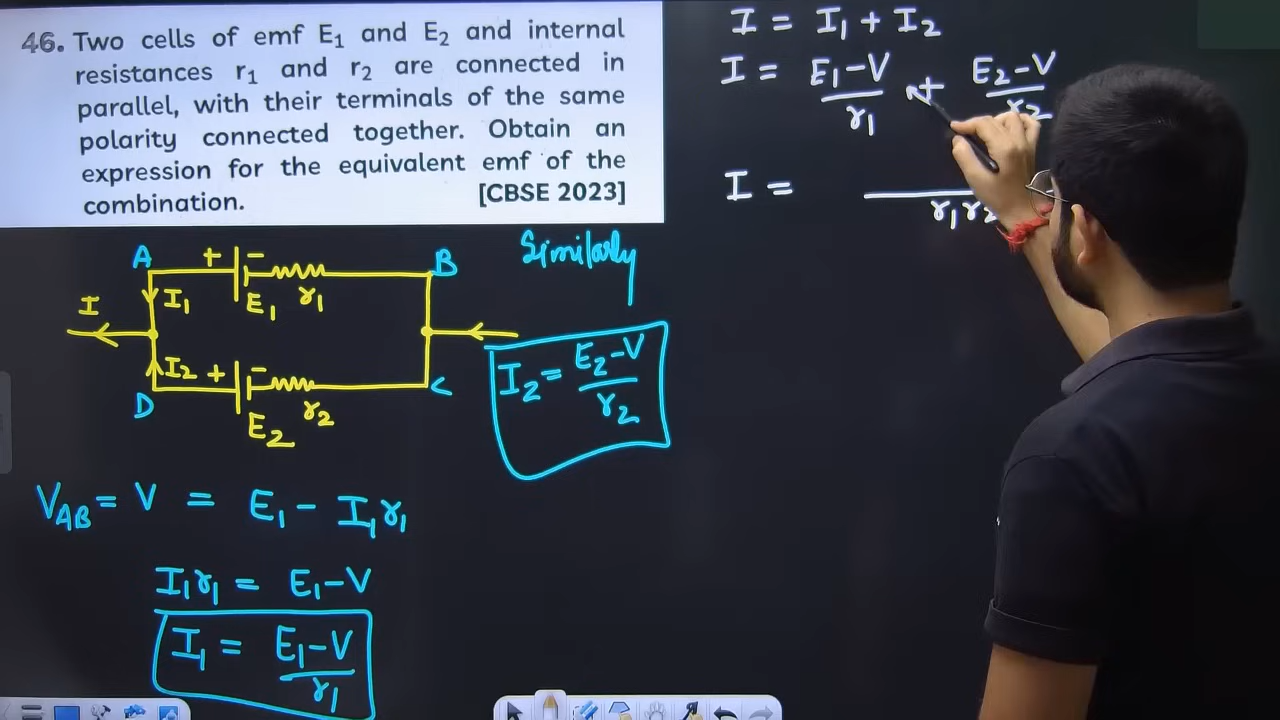 46. Two cells of emf E₁ and E₂ and internal
resistances r₁ and r₂ are connected in
parallel, with their terminals of the same
polarity connected together. Obtain an
expression for the equivalent emf of the
combination. [CBSE 2023]
A + - B
I I₁ E₁ r₁
I₂ + - C
D E₂ r₂
Similarly
I₂ = E₂-V / r₂
V_AB = V = E₁ - I₁r₁
I₁r₁ = E₁-V
I₁ = E₁-V / r₁
I = I₁ + I₂
I = E₁-V / r₁ + E₂-V / r₂
I = / r₁r₂